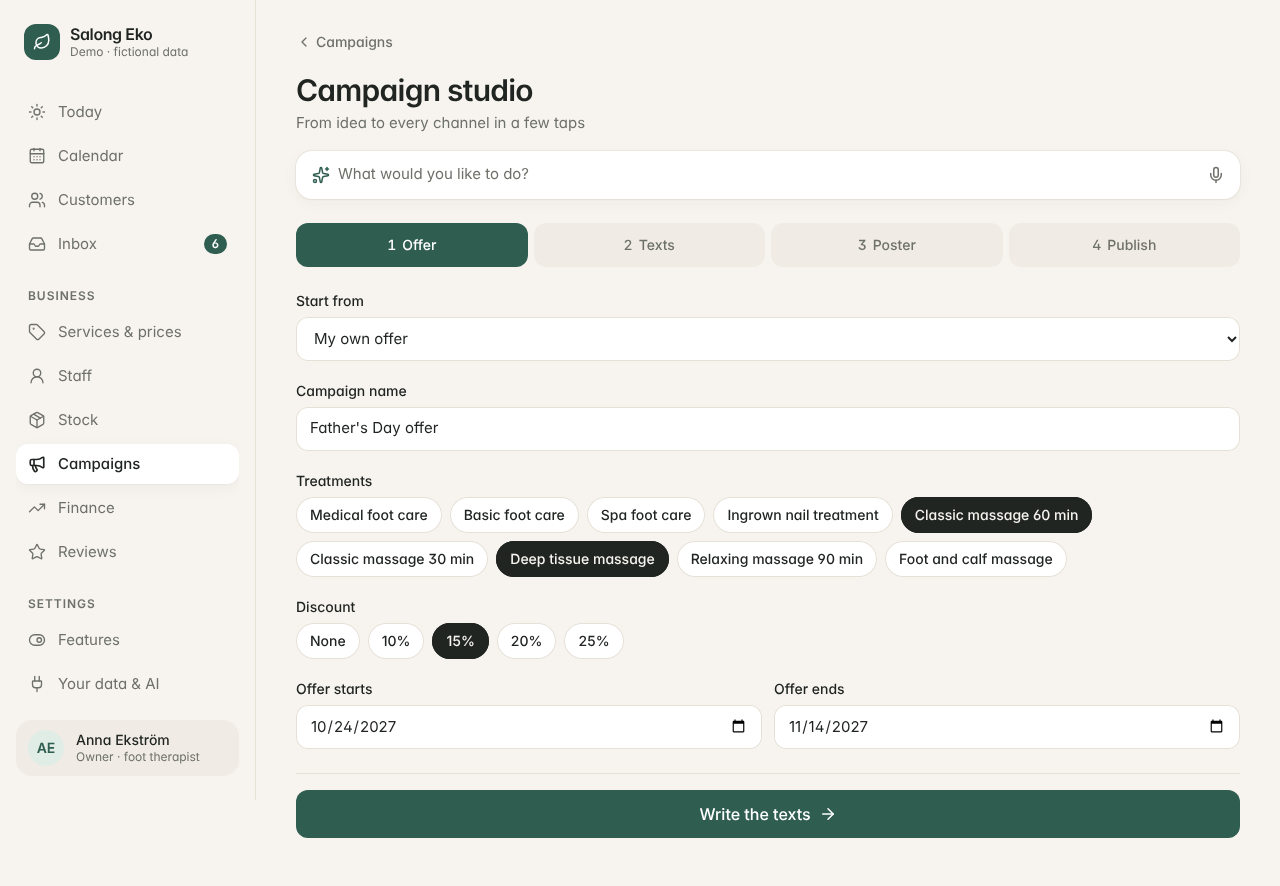 Salong Eko
Demo · fictional data
Today
Calendar
Customers
Inbox 6
BUSINESS
Services & prices
Staff
Stock
Campaigns
Finance
Reviews
SETTINGS
Features
Your data & AI
AE
Anna Ekström
Owner · foot therapist
Campaigns
Campaign studio
From idea to every channel in a few taps
What would you like to do?
1 Offer 2 Texts 3 Poster 4 Publish
Start from
My own offer
Campaign name
Father's Day offer
Treatments
Medical foot care Basic foot care Spa foot care Ingrown nail treatment Classic massage 60 min
Classic massage 30 min Deep tissue massage Relaxing massage 90 min Foot and calf massage
Discount
None 10% 15% 20% 25%
Offer starts Offer ends
10/24/2027 11/14/2027
Write the texts